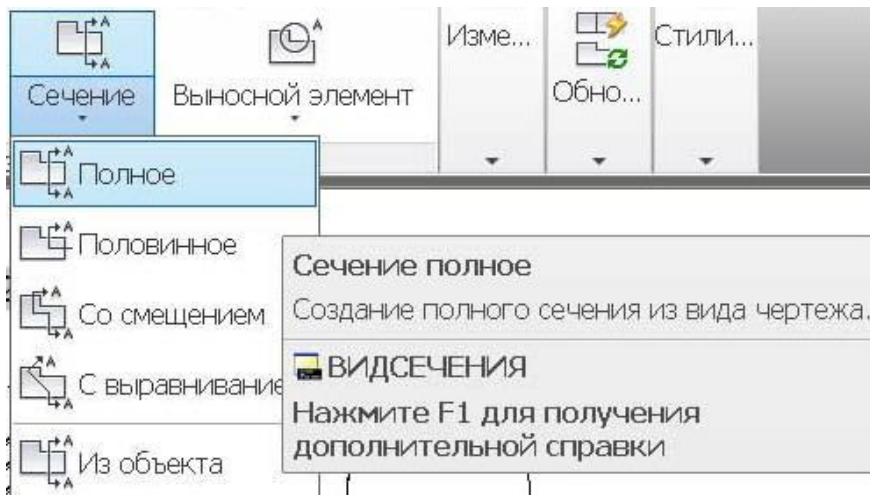 Сечение
Выносной элемент
Изме...
Обно...
Стили...
Полное
Половинное
Со смещением
С выравнивание
Из объекта
Сечение полное
Создание полного сечения из вида чертежа.
ВИДСЕЧЕНИЯ
Нажмите F1 для получения
дополнительной справки